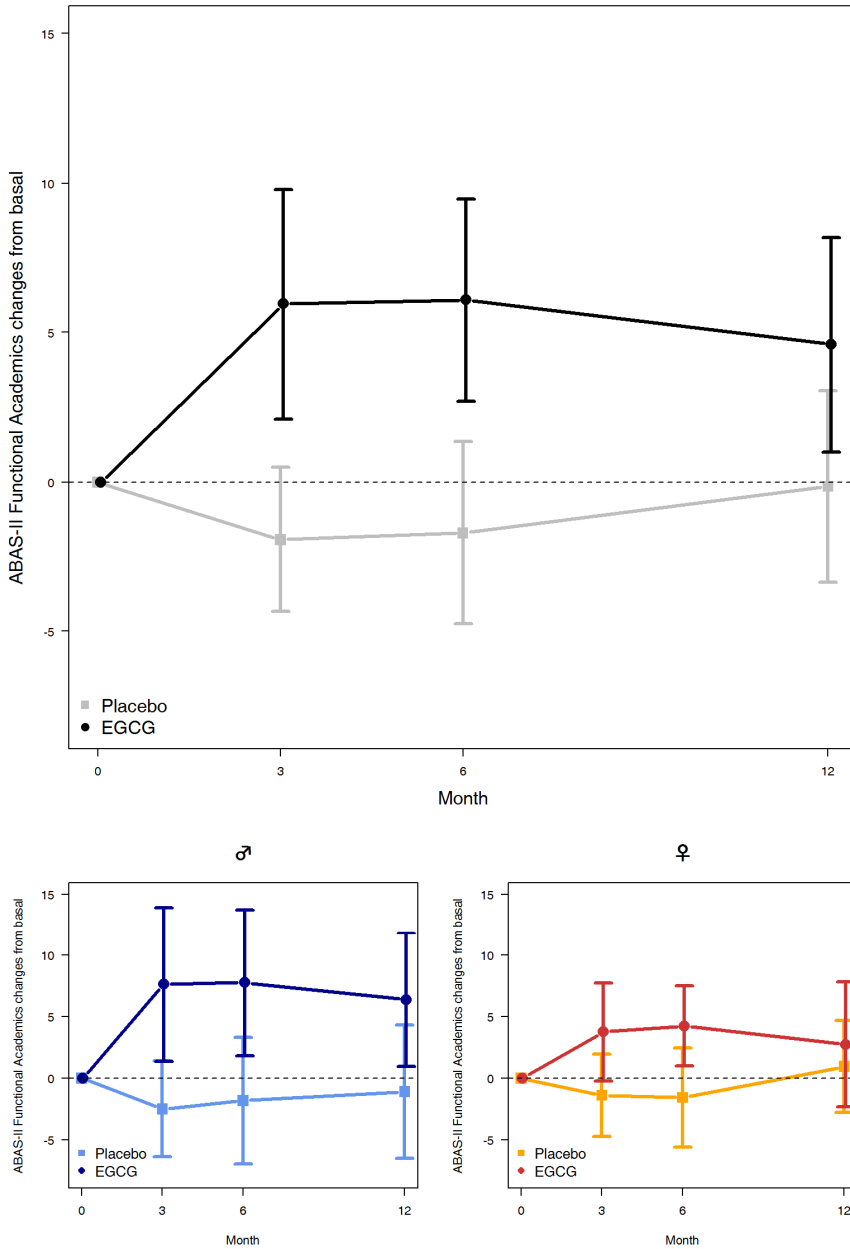 ABAS-II Functional Academics changes from basal
15
10
5
0
-5
Placebo
EGCG
0 3 6 12
Month
♂
ABAS-II Functional Academics changes from basal
15
10
5
0
-5
Placebo
EGCG
0 3 6 12
Month
♀
ABAS-II Functional Academics changes from basal
15
10
5
0
-5
Placebo
EGCG
0 3 6 12
Month